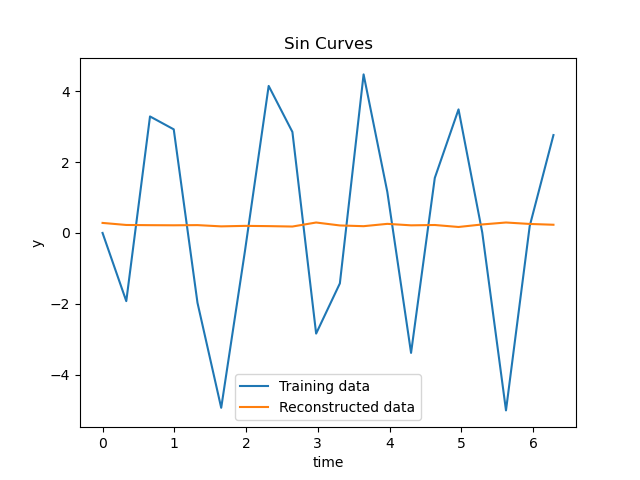 Sin Curves
y
4
2
0
−2
−4
Training data
Reconstructed data
0 1 2 3 4 5 6
time